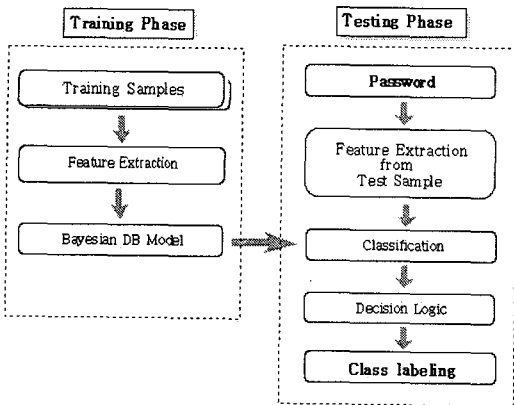 Training Phase
Training Samples
Feature Extraction
Bayesian DB Model
Testing Phase
Password
Feature Extraction
from
Test Sample
Classification
Decision Logic
Class labeling